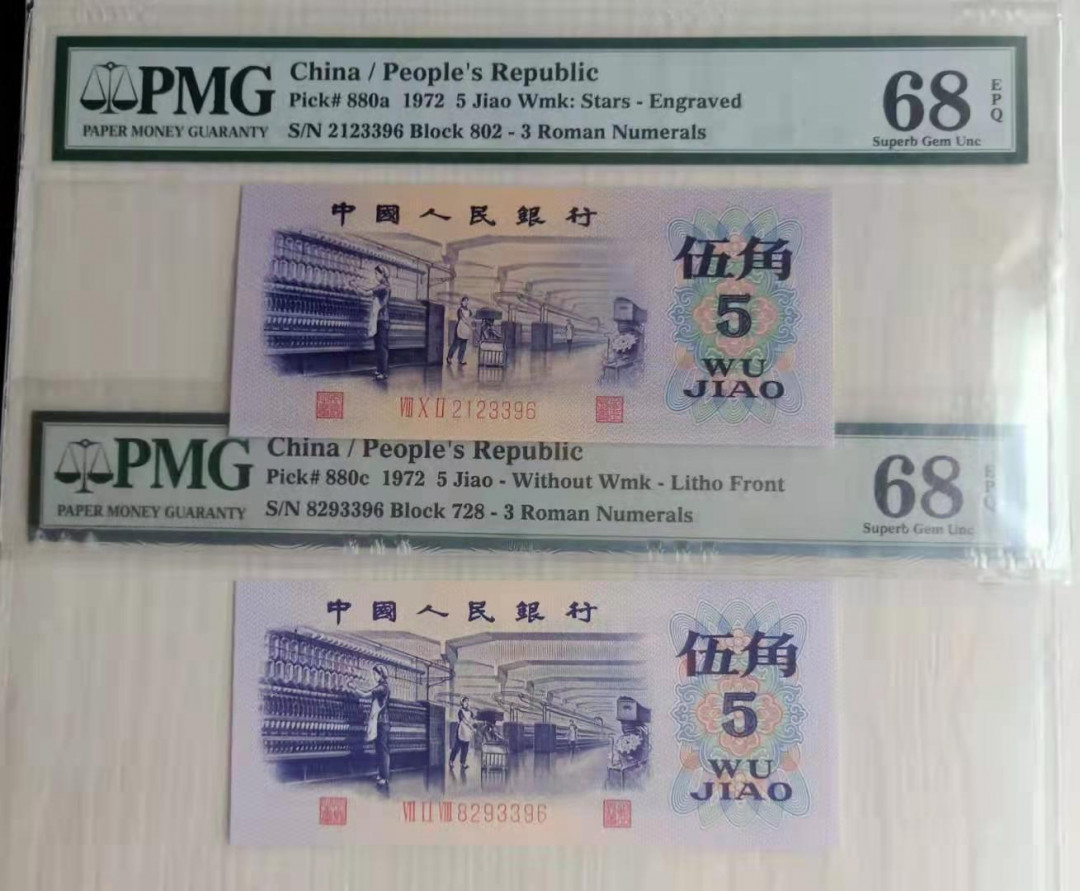 PMG
PAPER MONEY GUARANTY
China / People's Republic
Pick# 880a 1972 5 Jiao Wmk: Stars - Engraved
S/N 2123396 Block 802 - 3 Roman Numerals
68
EPQ
Superb Gem Unc
中國人民銀行
伍角
5
WU
JIAO
Ⅷ Ⅹ Ⅱ 2123396
PMG
PAPER MONEY GUARANTY
China / People's Republic
Pick# 880c 1972 5 Jiao - Without Wmk - Litho Front
S/N 8293396 Block 728 - 3 Roman Numerals
68
EPQ
Superb Gem Unc
中國人民銀行
伍角
5
WU
JIAO
Ⅶ Ⅱ Ⅷ 8293396